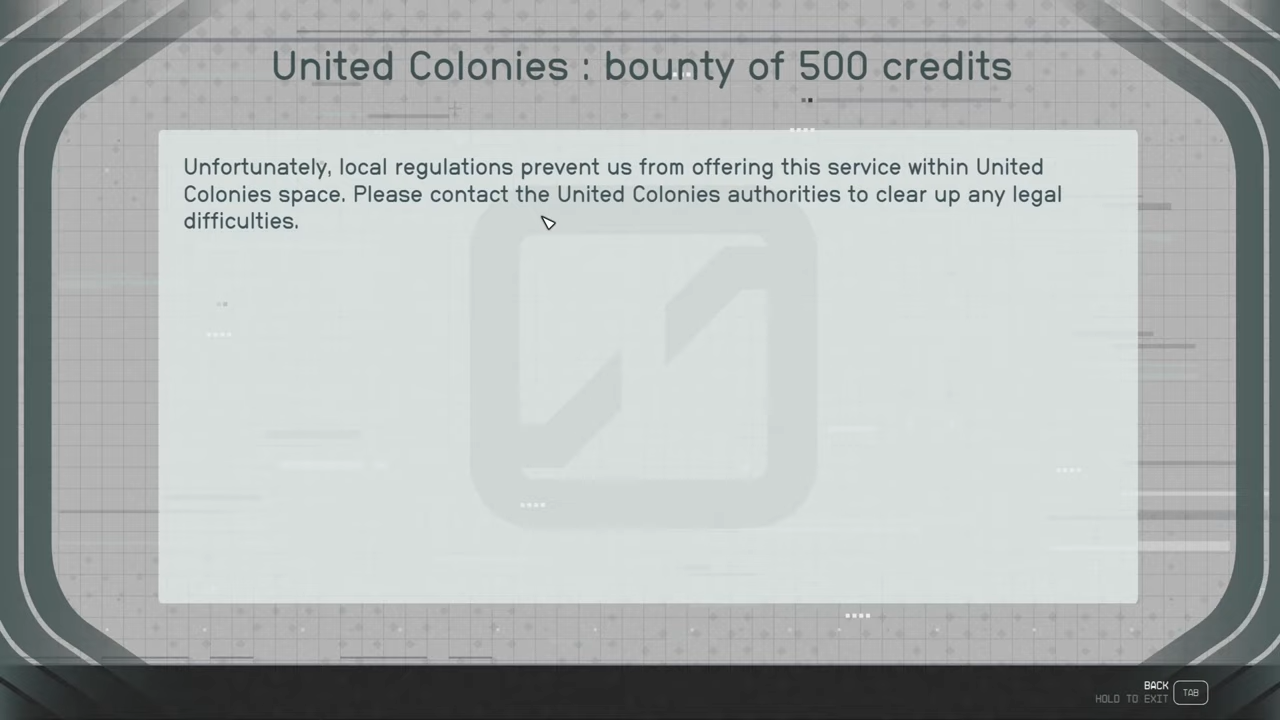 United Colonies : bounty of 500 credits
Unfortunately, local regulations prevent us from offering this service within United
Colonies space. Please contact the United Colonies authorities to clear up any legal
difficulties.
BACK
HOLD TO EXIT TAB